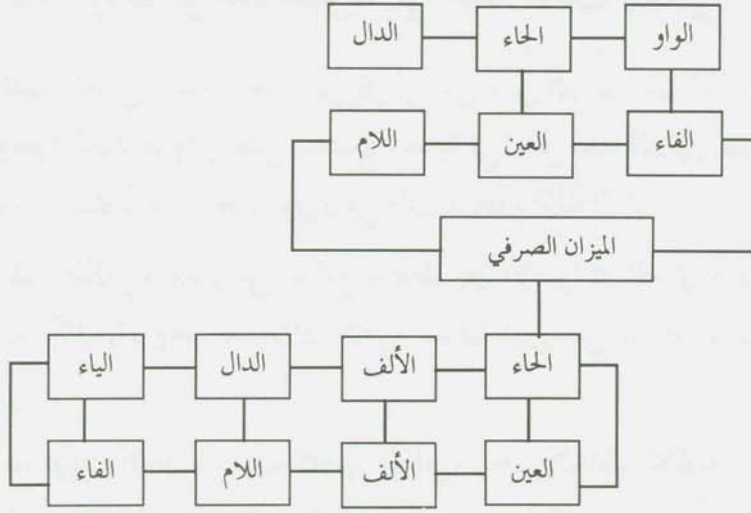 الواو الحاء الدال
الفاء العين اللام
الميزان الصرفي
الحاء الألف الدال الياء
العين الألف اللام الفاء